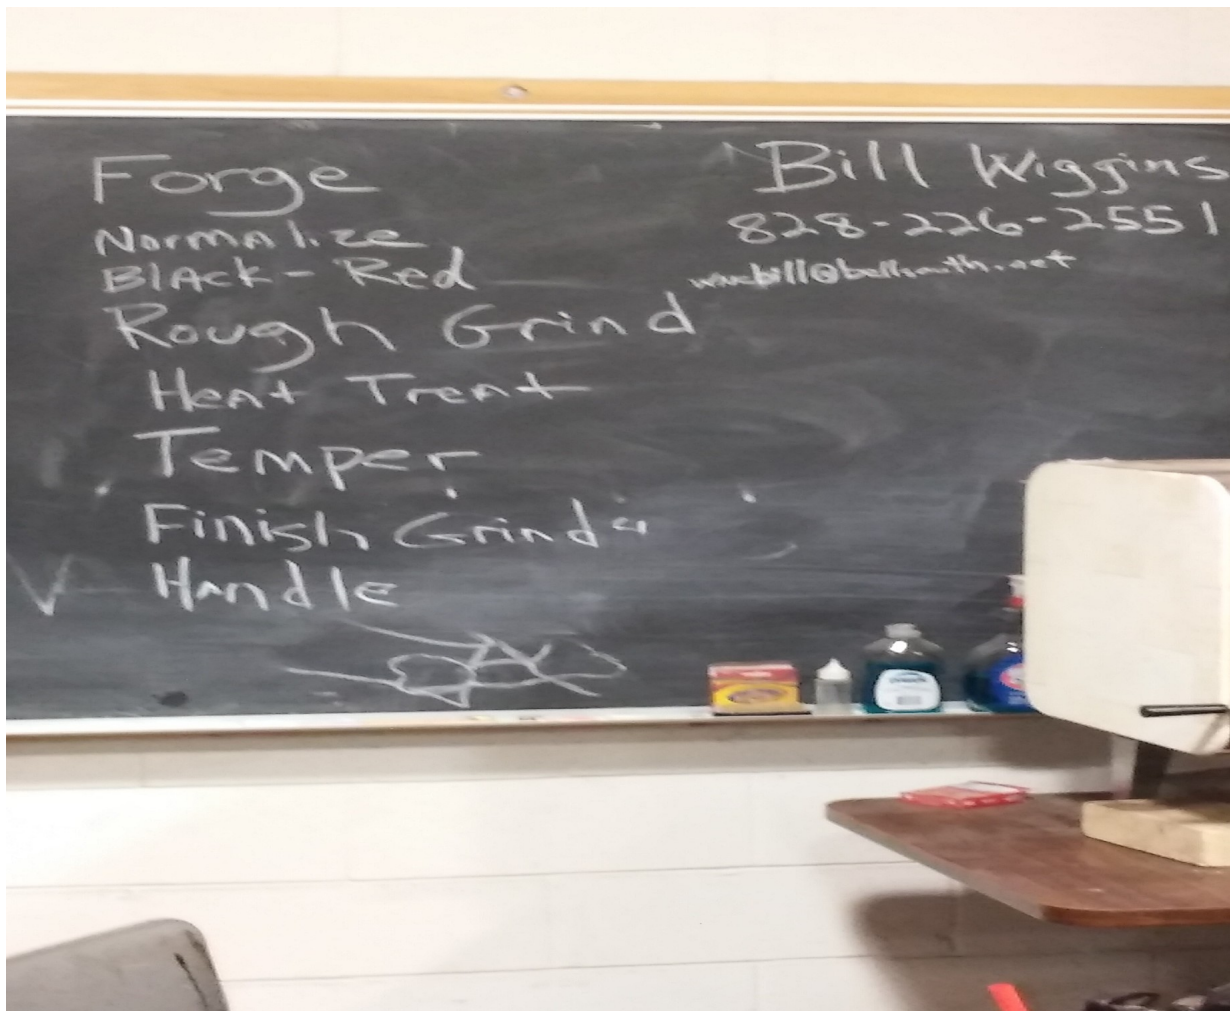 Forge
Normalize
Black - Red
Rough Grind
Heat Treat
Temper
Finish Grind
Handle
Bill Wiggins
828-226-2551